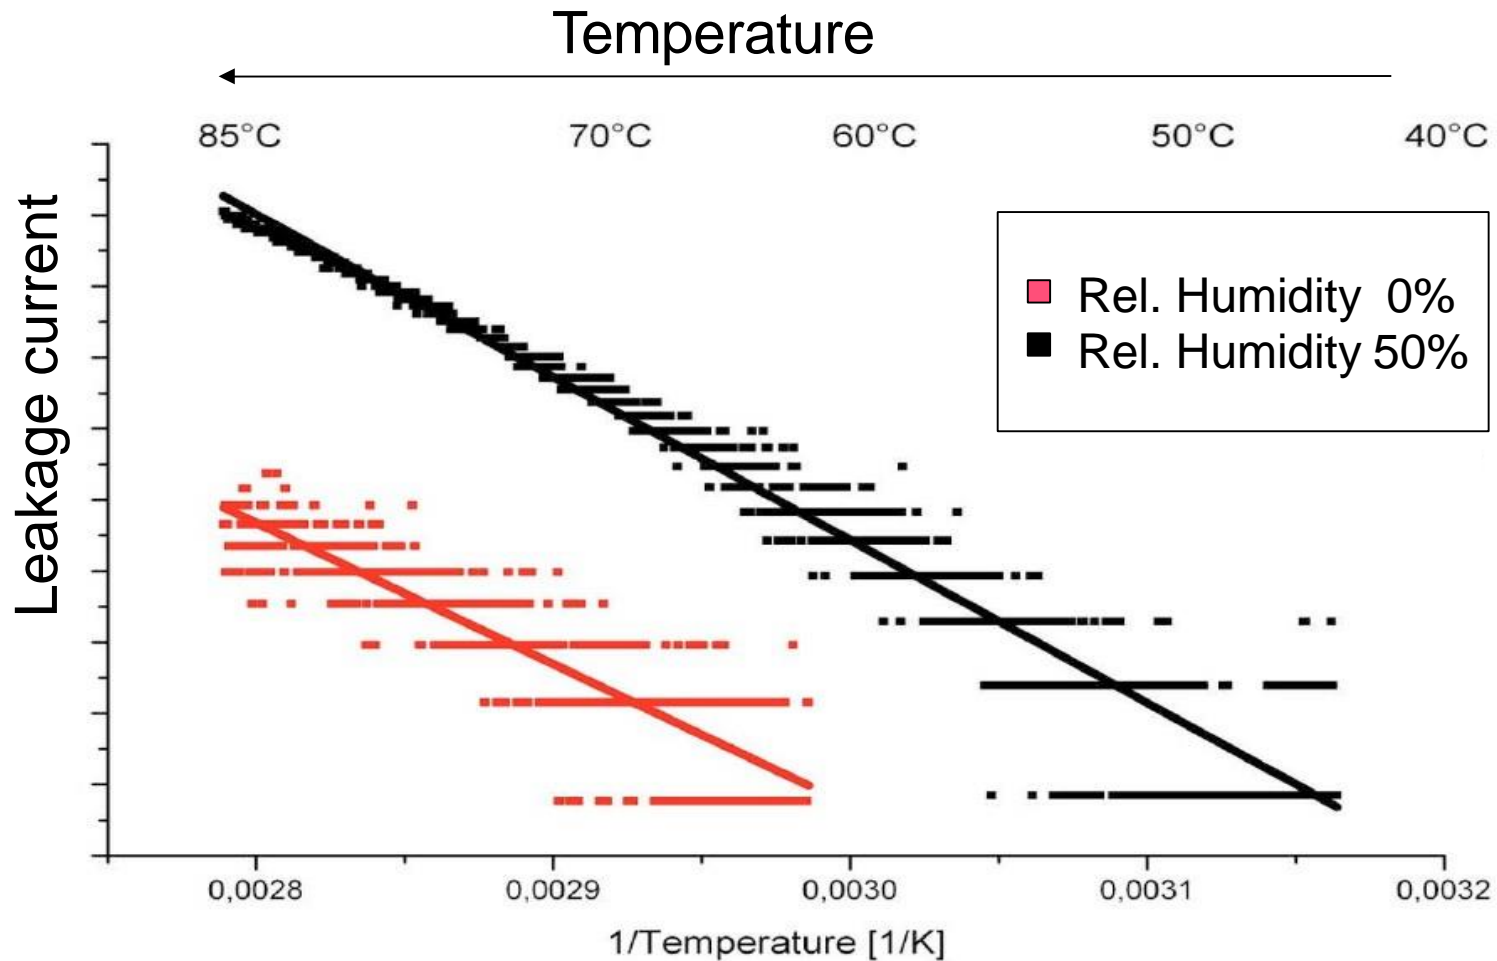 Temperature
85°C 70°C 60°C 50°C 40°C
Leakage current
Rel. Humidity 0%
Rel. Humidity 50%
0,0028 0,0029 0,0030 0,0031 0,0032
1/Temperature [1/K]